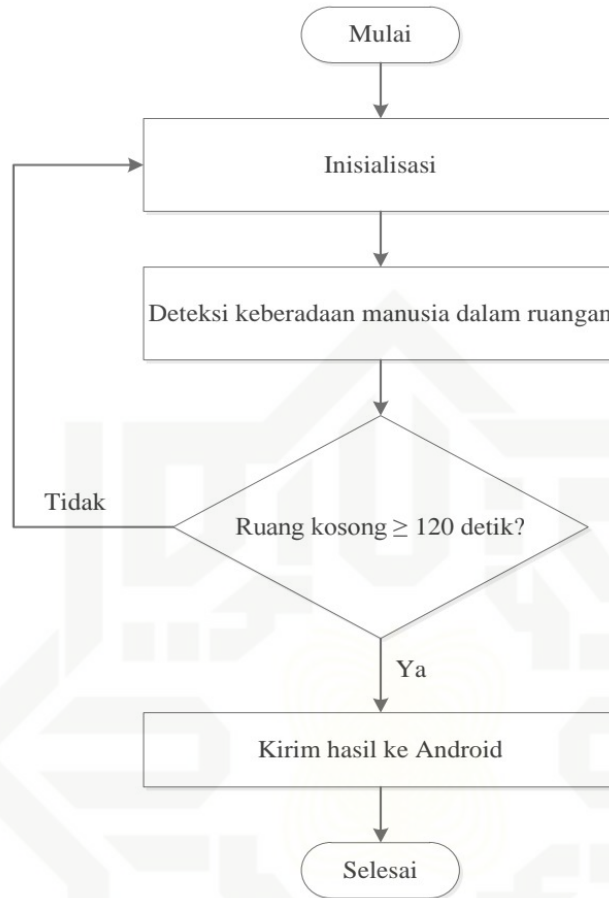 Mulai
Inisialisasi
Deteksi keberadaan manusia dalam ruangan
Tidak
Ruang kosong ≥ 120 detik?
Ya
Kirim hasil ke Android
Selesai